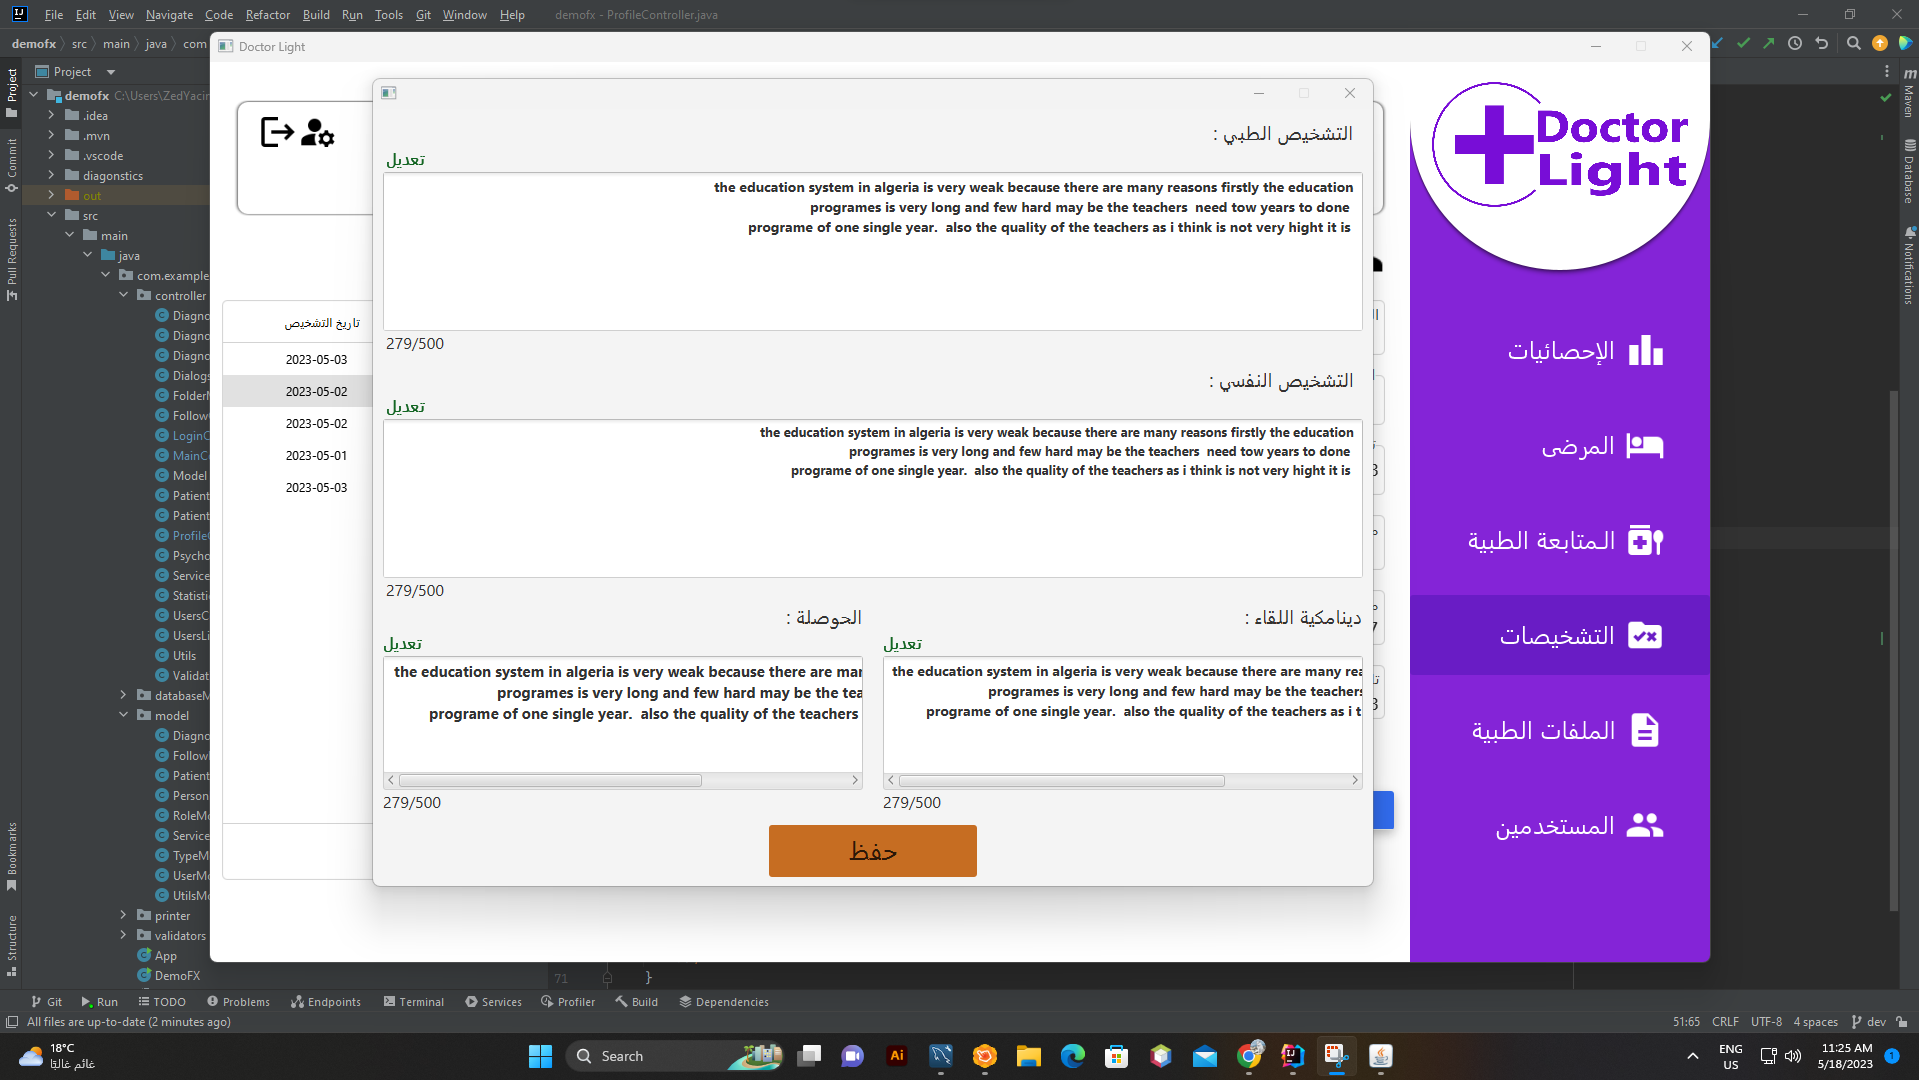 File Edit View Navigate Code Refactor Build Run Tools Git Window Help demofx - ProfileController.java
demofx src main java com
Doctor Light
Project
demofx C:\Users\ZedYacin
.idea
.mvn
.vscode
diagonstics
out
src
main
java
com.example
controller
Diagno
Diagno
Diagno
Dialogs
FolderM
Follow
LoginC
MainC
Model
Patient
Patient
Profile
Psycho
Service
Statistic
UsersC
UsersLi
Utils
Validat
databaseM
model
Diagno
Follow
Patient
Person
RoleMo
Service
TypeM
UserMo
UtilsMo
printer
validators
App
DemoFX
Project
Commit
Pull Requests
Bookmarks
Structure
تاريخ التشخيص
2023-05-03
2023-05-02
2023-05-02
2023-05-01
2023-05-03
التشخيص الطبي :
تعديل
the education system in algeria is very weak because there are many reasons firstly the education
programes is very long and few hard may be the teachers need tow years to done
programe of one single year. also the quality of the teachers as i think is not very hight it is
279/500
التشخيص النفسي :
تعديل
the education system in algeria is very weak because there are many reasons firstly the education
programes is very long and few hard may be the teachers need tow years to done
programe of one single year. also the quality of the teachers as i think is not very hight it is
279/500
دينامكية اللقاء :
تعديل
the education system in algeria is very weak because there are many rea
programes is very long and few hard may be the teachers
programe of one single year. also the quality of the teachers as i t
279/500
الحوصلة :
تعديل
the education system in algeria is very weak because there are man
programes is very long and few hard may be the tea
programe of one single year. also the quality of the teachers
279/500
حفظ
Doctor
Light
الإحصائيات
المرضى
المتابعة الطبية
التشخيصات
الملفات الطبية
المستخدمين
m
Maven
Database
Notifications
71 }
Git Run TODO Problems Endpoints Terminal Services Profiler Build Dependencies
All files are up-to-date (2 minutes ago)
51:65 CRLF UTF-8 4 spaces dev
18°C
غائم غالبًا
Search
Ai
ENG
US
11:25 AM
5/18/2023
1